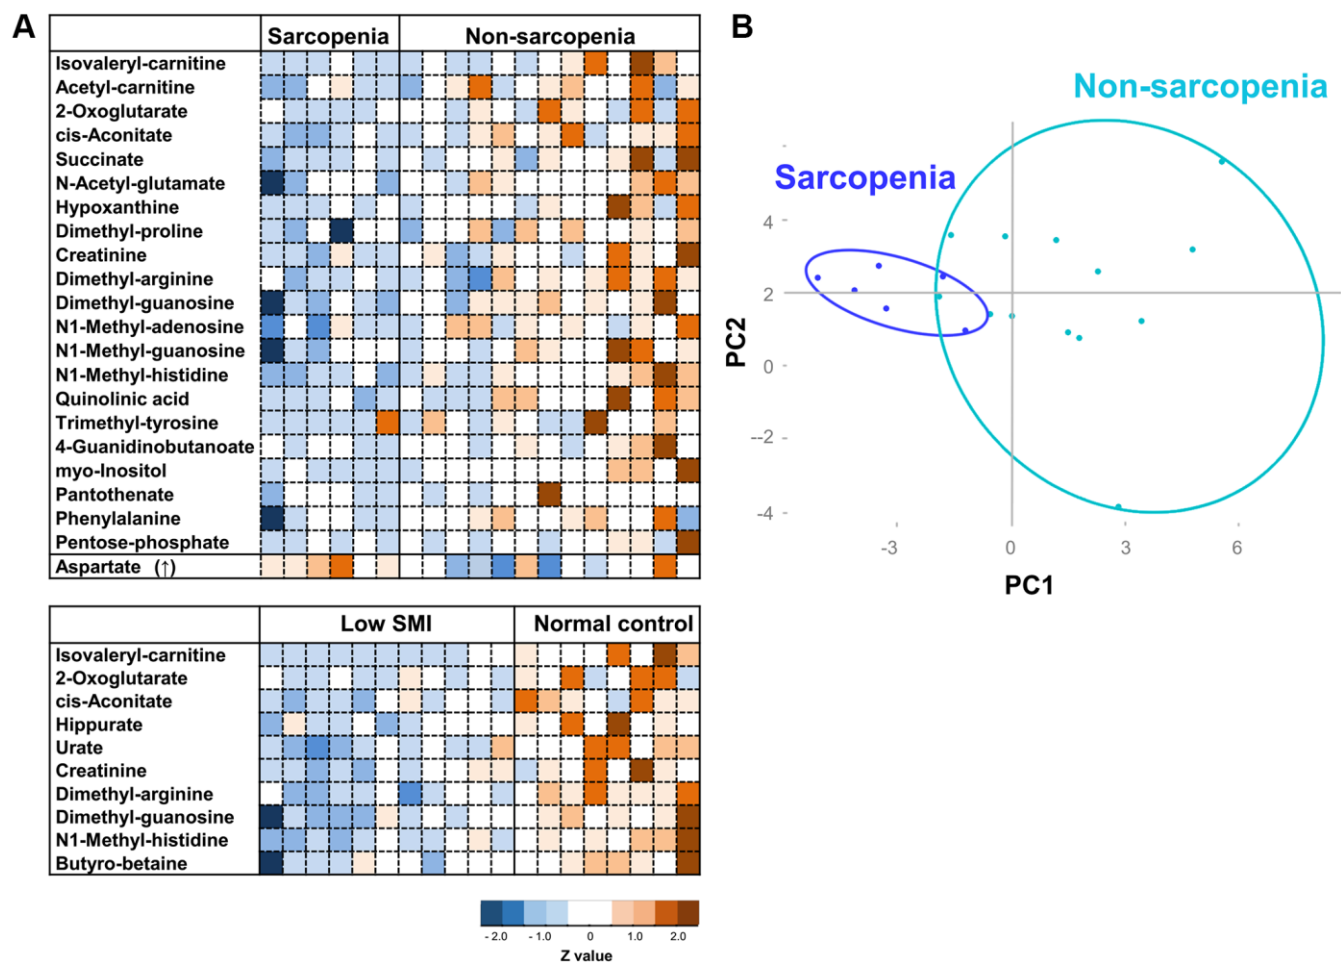 A
Sarcopenia Non-sarcopenia
Isovaleryl-carnitine
Acetyl-carnitine
2-Oxoglutarate
cis-Aconitate
Succinate
N-Acetyl-glutamate
Hypoxanthine
Dimethyl-proline
Creatinine
Dimethyl-arginine
Dimethyl-guanosine
N1-Methyl-adenosine
N1-Methyl-guanosine
N1-Methyl-histidine
Quinolinic acid
Trimethyl-tyrosine
4-Guanidinobutanoate
myo-Inositol
Pantothenate
Phenylalanine
Pentose-phosphate
Aspartate (↑)
Low SMI Normal control
Isovaleryl-carnitine
2-Oxoglutarate
cis-Aconitate
Hippurate
Urate
Creatinine
Dimethyl-arginine
Dimethyl-guanosine
N1-Methyl-histidine
Butyro-betaine
- 2.0 - 1.0 0 1.0 2.0
Z value
B
Non-sarcopenia
Sarcopenia
4
2
0
--2
-4
PC2
-3 0 3 6
PC1